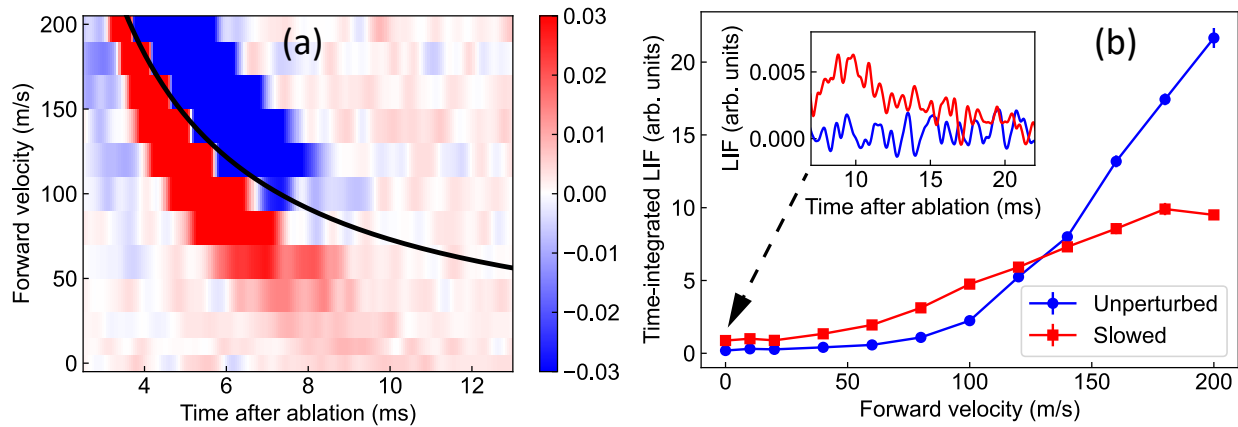 (a)
Forward velocity (m/s)
200
150
100
50
0
4 6 8 10 12
Time after ablation (ms)
0.03
0.02
0.01
0.00
−0.01
−0.02
−0.03
(b)
Time-integrated LIF (arb. units)
20
15
10
5
0
0 50 100 150 200
Forward velocity (m/s)
LIF (arb. units)
0.005
0.000
10 15 20
Time after ablation (ms)
Unperturbed
Slowed